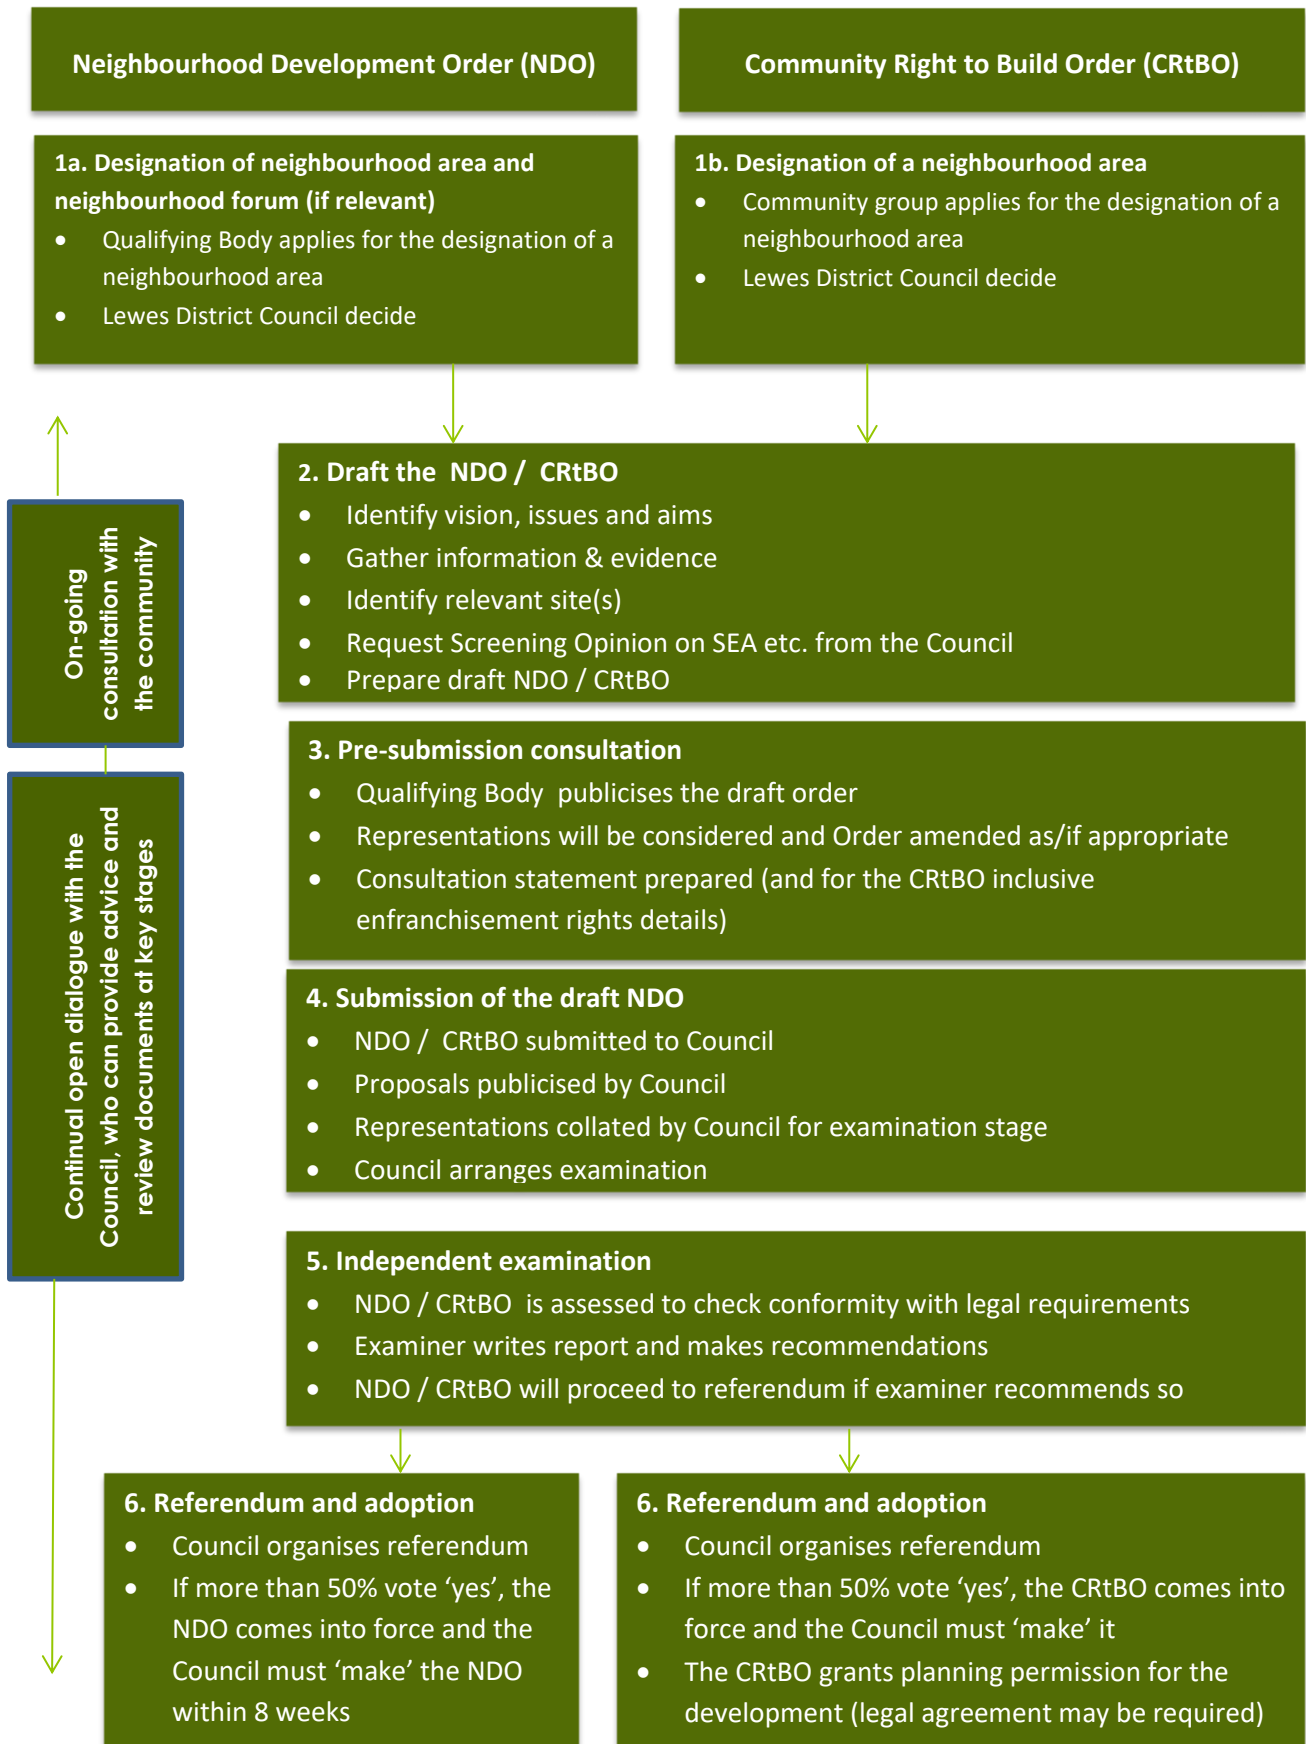 Neighbourhood Development Order (NDO)
Community Right to Build Order (CRtBO)
1a. Designation of neighbourhood area and
neighbourhood forum (if relevant)
• Qualifying Body applies for the designation of a
neighbourhood area
• Lewes District Council decide
1b. Designation of a neighbourhood area
• Community group applies for the designation of a
neighbourhood area
• Lewes District Council decide
On-going
consultation with
the community
Continual open dialogue with the
Council, who can provide advice and
review documents at key stages
2. Draft the NDO / CRtBO
• Identify vision, issues and aims
• Gather information & evidence
• Identify relevant site(s)
• Request Screening Opinion on SEA etc. from the Council
• Prepare draft NDO / CRtBO
3. Pre-submission consultation
• Qualifying Body publicises the draft order
• Representations will be considered and Order amended as/if appropriate
• Consultation statement prepared (and for the CRtBO inclusive
enfranchisement rights details)
4. Submission of the draft NDO
• NDO / CRtBO submitted to Council
• Proposals publicised by Council
• Representations collated by Council for examination stage
• Council arranges examination
5. Independent examination
• NDO / CRtBO is assessed to check conformity with legal requirements
• Examiner writes report and makes recommendations
• NDO / CRtBO will proceed to referendum if examiner recommends so
6. Referendum and adoption
• Council organises referendum
• If more than 50% vote ‘yes’, the
NDO comes into force and the
Council must ‘make’ the NDO
within 8 weeks
6. Referendum and adoption
• Council organises referendum
• If more than 50% vote ‘yes’, the CRtBO comes into
force and the Council must ‘make’ it
• The CRtBO grants planning permission for the
development (legal agreement may be required)